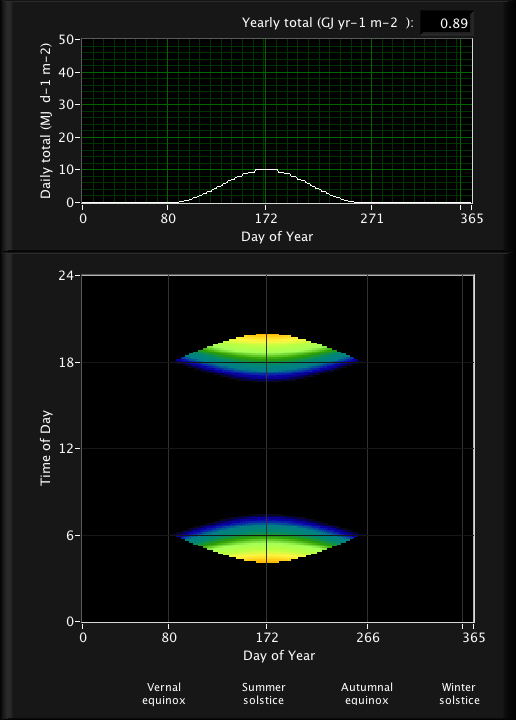 Yearly total (GJ yr-1 m-2 ): 0.89
Daily total (MJ d-1 m-2)
50
40
30
20
10
0
0 80 172 271 365
Day of Year
Time of Day
24
18
12
6
0
0 80 172 266 365
Day of Year
Vernal equinox
Summer solstice
Autumnal equinox
Winter solstice